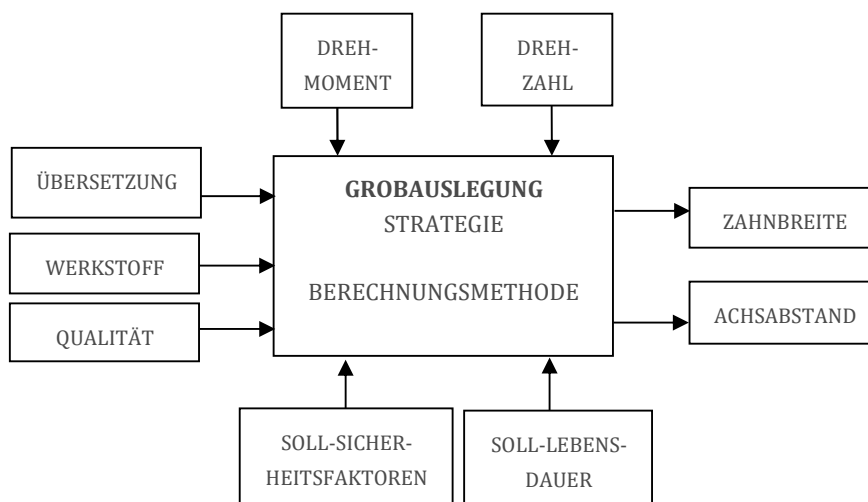 DREH-
MOMENT
DREH-
ZAHL
ÜBERSETZUNG
WERKSTOFF
QUALITÄT
GROBAUSLEGUNG
STRATEGIE
BERECHNUNGSMETHODE
ZAHNBREITE
ACHSABSTAND
SOLL-SICHER-
HEITSFAKTOREN
SOLL-LEBENS-
DAUER